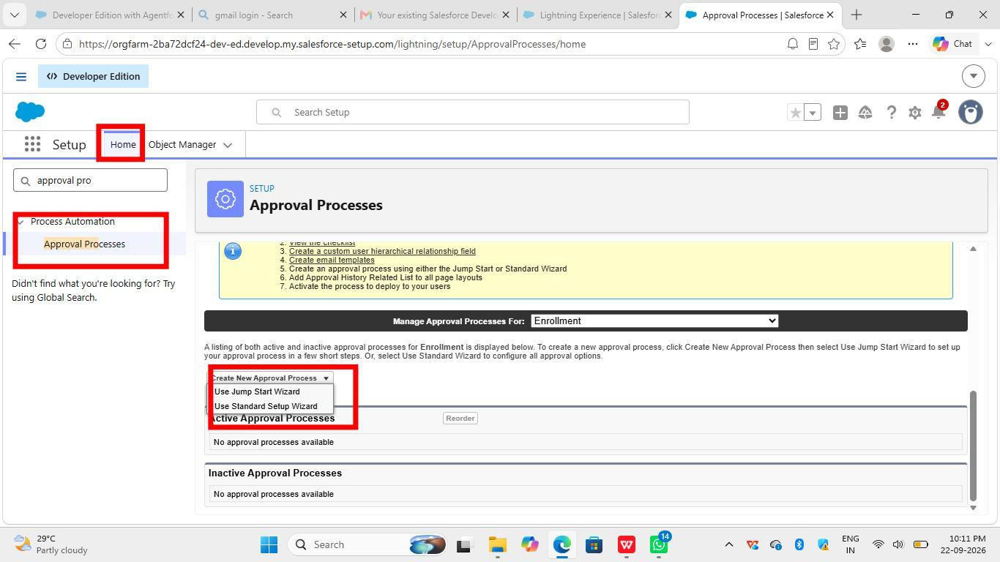 Developer Edition with Agentfo
gmail login - Search
Your existing Salesforce Develo
Lightning Experience | Salesforc
Approval Processes | Salesforce
https://orgfarm-2ba72dcf24-dev-ed.develop.my.salesforce-setup.com/lightning/setup/ApprovalProcesses/home
Chat
Developer Edition
Search Setup
2
Setup
Home
Object Manager
approval pro
Process Automation
Approval Processes
Didn't find what you're looking for? Try
using Global Search.
SETUP
Approval Processes
2. View the checklist
3. Create a custom user hierarchical relationship field
4. Create email templates
5. Create an approval process using either the Jump Start or Standard Wizard
6. Add Approval History Related List to all page layouts
7. Activate the process to deploy to your users
Manage Approval Processes For: Enrollment
A listing of both active and inactive approval processes for Enrollment is displayed below. To create a new approval process, click Create New Approval Process then select Use Jump Start Wizard to set up
your approval process in a few short steps. Or, select Use Standard Wizard to configure all approval options.
Create New Approval Process
Use Jump Start Wizard
Use Standard Setup Wizard
Active Approval Processes
Reorder
No approval processes available
Inactive Approval Processes
No approval processes available
29°C
Partly cloudy
Search
14
ENG
IN
10:11 PM
22-09-2026